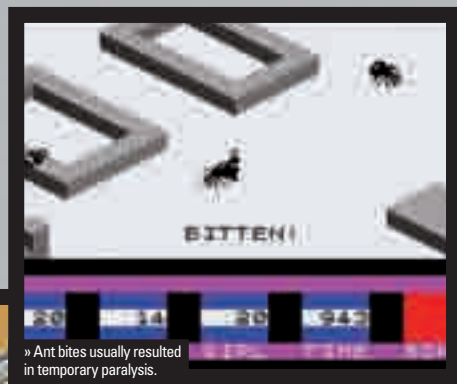 BITTEN!
20 14 20 943
» Ant bites usually resulted
in temporary paralysis.